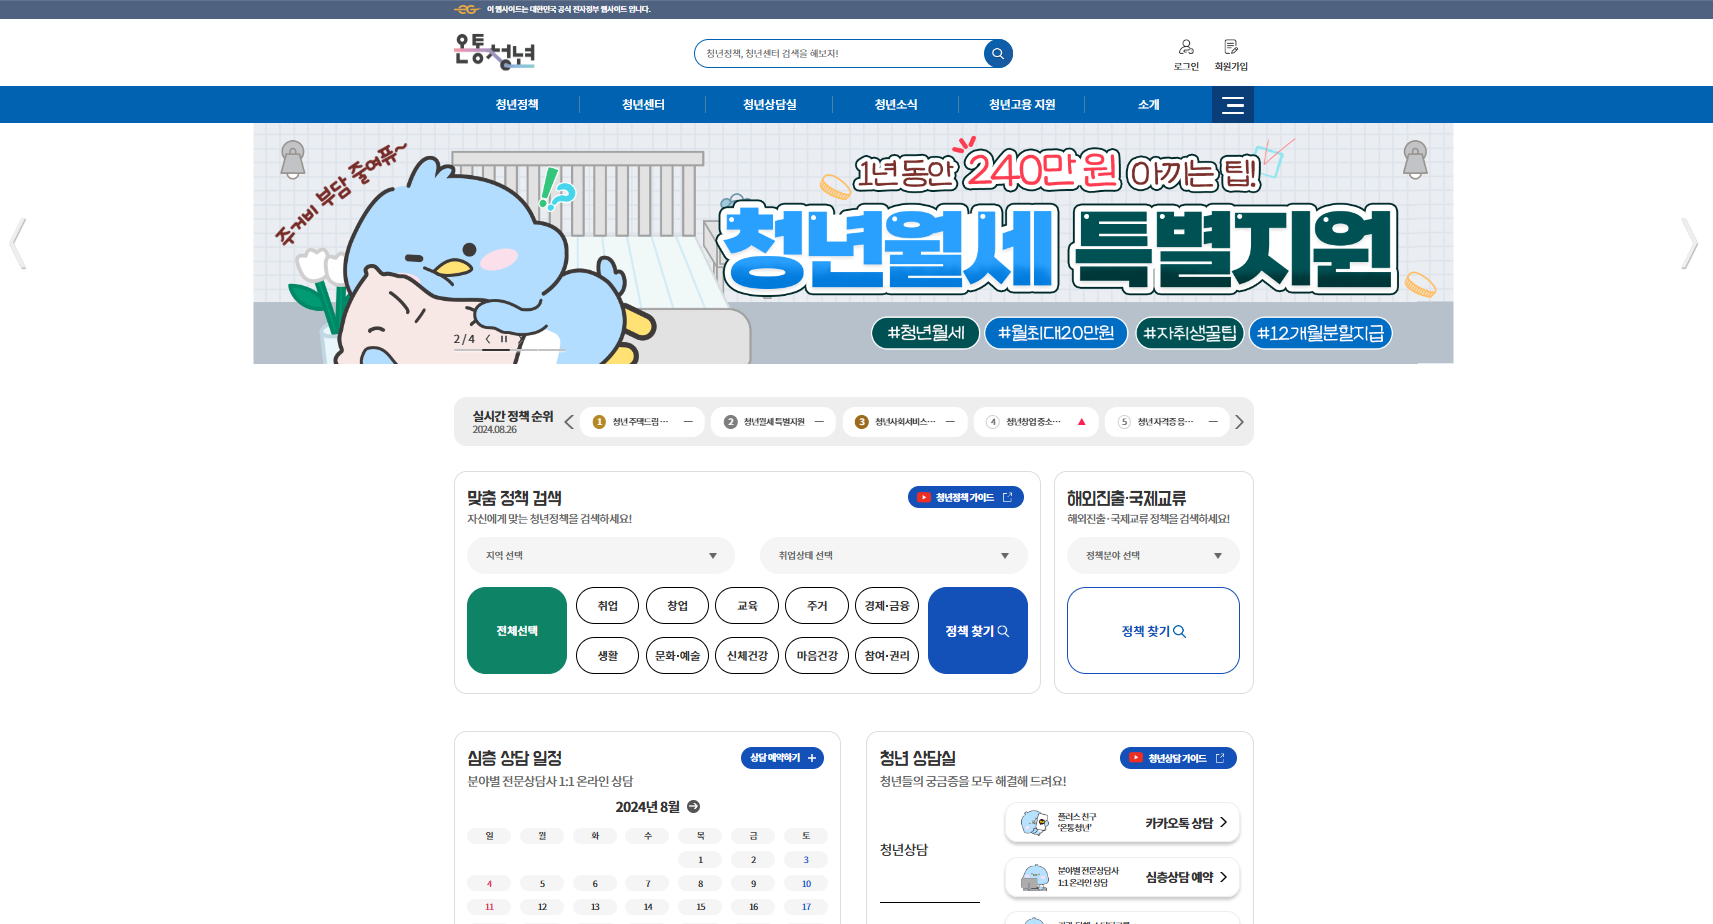 이 웹사이트는 대한민국 공식 전자정부 웹사이트 입니다.
온통청년
청년정책, 청년센터 검색을 해보자!
로그인
회원가입
청년정책
청년센터
청년상담실
청년소식
청년고용 지원
소개
주거비 부담 줄여퓨~
1년 동안 240만 원 아끼는 팁!
청년월세 특별지원
#청년월세 #월최대20만원 #자취생꿀팁 #12개월분할지급
2/4
실시간 정책 순위
2024.08.26
1 청년 주택드림 ···
2 청년월세 특별지원
3 청년사회서비스···
4 청년창업 중소···
5 청년 자격증 응···
맞춤 정책 검색
청년정책 가이드
자신에게 맞는 청년정책을 검색하세요!
지역 선택
취업상태 선택
전체선택
취업
창업
교육
주거
경제·금융
생활
문화·예술
신체건강
마음건강
참여·권리
정책 찾기
해외진출·국제교류
해외진출·국제교류 정책을 검색하세요!
정책분야 선택
정책 찾기
심층 상담 일정
상담 예약하기 +
분야별 전문상담사 1:1 온라인 상담
2024년 8월
일 월 화 수 목 금 토
1 2 3
4 5 6 7 8 9 10
11 12 13 14 15 16 17
청년 상담실
청년상담 가이드
청년들의 궁금증을 모두 해결해 드려요!
청년상담
플러스 친구
'온통청년'
카카오톡 상담
분야별 전문상담사
1:1 온라인 상담
심층상담 예약